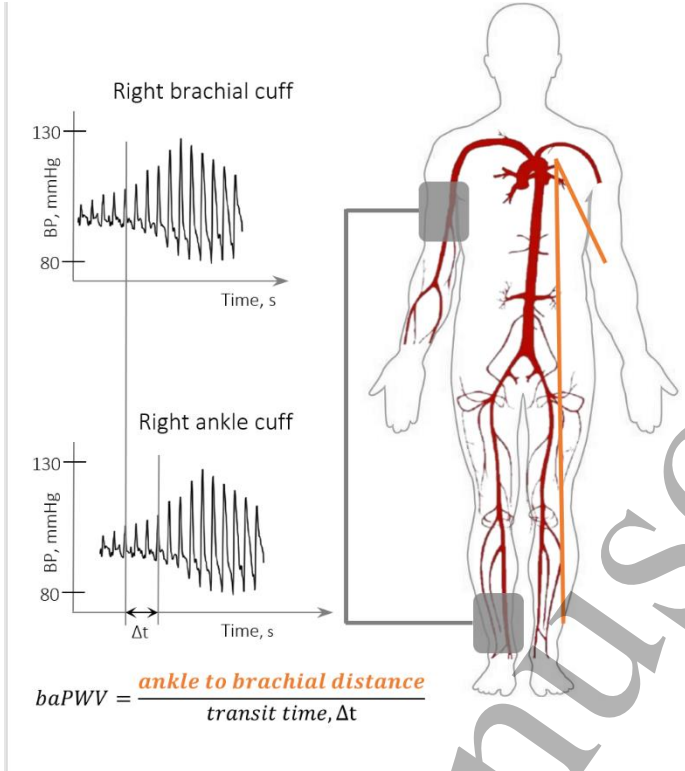 Right brachial cuff
130
BP, mmHg
80
Time, s
Right ankle cuff
130
BP, mmHg
80
Δt
Time, s
baPWV = ankle to brachial distance / transit time, Δt